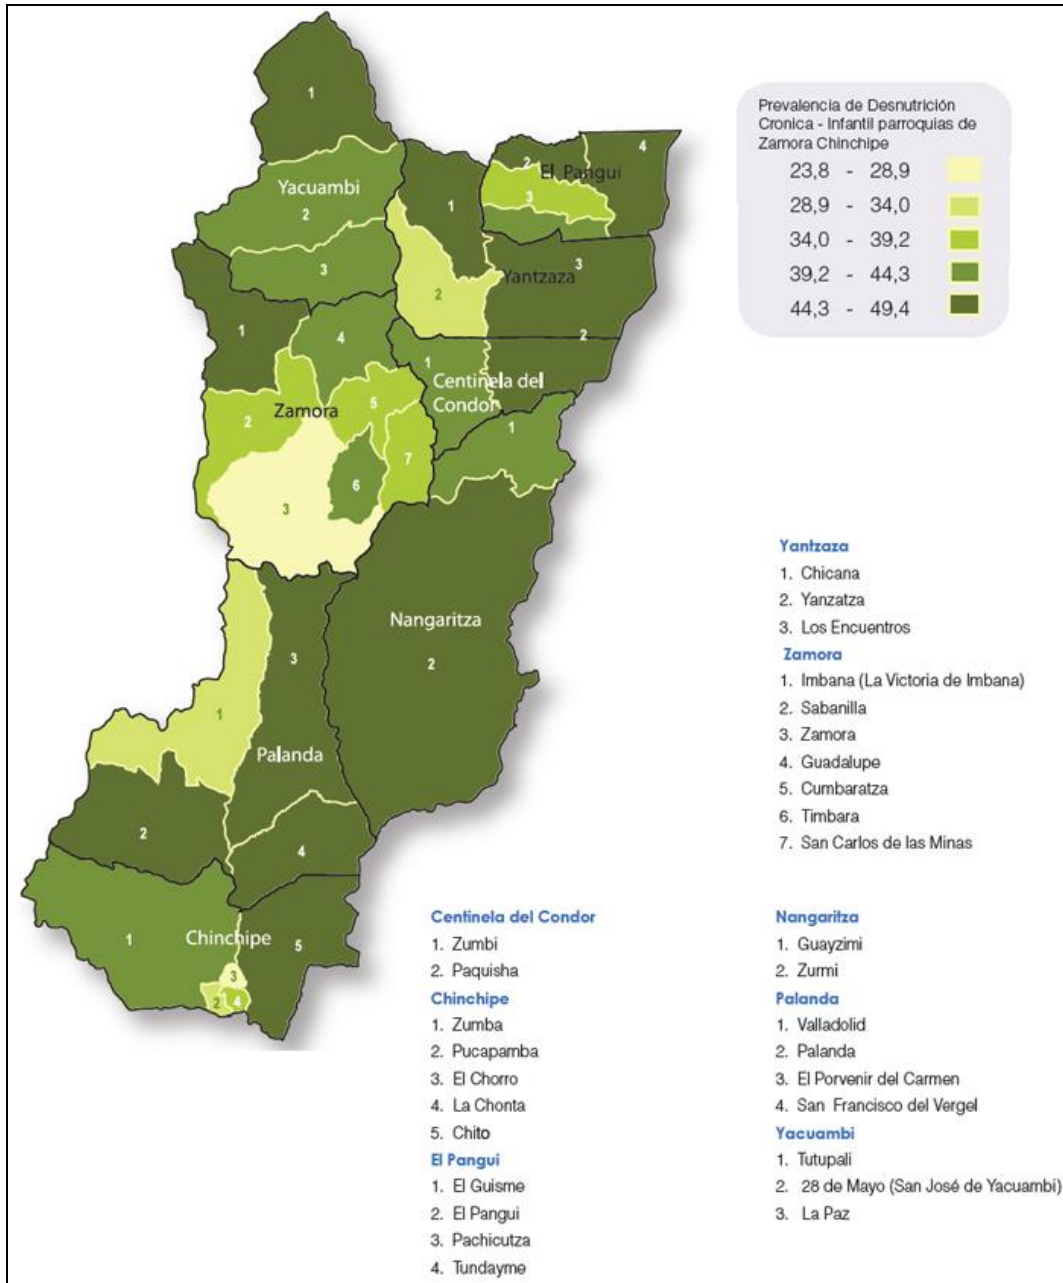 Prevalencia de Desnutrición
Cronica - Infantil parroquias de
Zamora Chinchipe
23,8 - 28,9
28,9 - 34,0
34,0 - 39,2
39,2 - 44,3
44,3 - 49,4
1
Yacuambi
2
3
1
2
El Pangui
4
3
1
2
Yantzaza
3
2
1
Centinela del
Condor
1
4
Zamora
2
5
7
6
3
1
Nangaritza
2
3
1
Palanda
2
4
1
Chinchipe
5
3
2
4
Yantzaza
1. Chicana
2. Yanzatza
3. Los Encuentros
Zamora
1. Imbana (La Victoria de Imbana)
2. Sabanilla
3. Zamora
4. Guadalupe
5. Cumbaratza
6. Timbara
7. San Carlos de las Minas
Centinela del Condor
1. Zumbi
2. Paquisha
Chinchipe
1. Zumba
2. Pucapamba
3. El Chorro
4. La Chonta
5. Chito
El Pangui
1. El Guisme
2. El Pangui
3. Pachicutza
4. Tundayme
Nangaritza
1. Guayzimi
2. Zurmi
Palanda
1. Valladolid
2. Palanda
3. El Porvenir del Carmen
4. San Francisco del Vergel
Yacuambi
1. Tutupali
2. 28 de Mayo (San José de Yacuambi)
3. La Paz